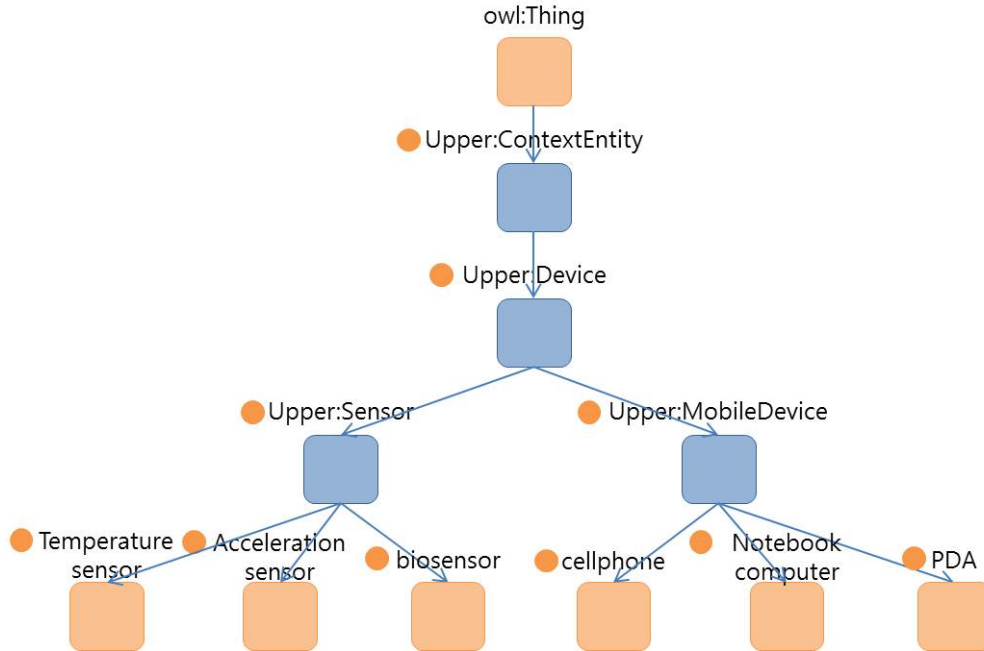 owl:Thing
Upper:ContextEntity
Upper:Device
Upper:Sensor
Upper:MobileDevice
Temperature
sensor
Acceleration
sensor
biosensor
cellphone
Notebook
computer
PDA